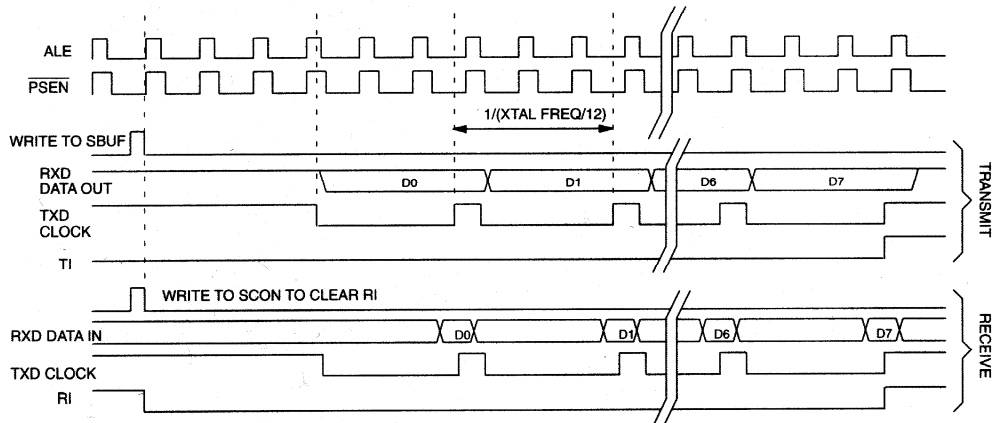 ALE
PSEN
1/(XTAL FREQ/12)
WRITE TO SBUF
RXD
DATA OUT
D0
D1
D6
D7
TXD
CLOCK
TI
TRANSMIT
WRITE TO SCON TO CLEAR RI
RXD DATA IN
D0
D1
D6
D7
TXD CLOCK
RI
RECEIVE